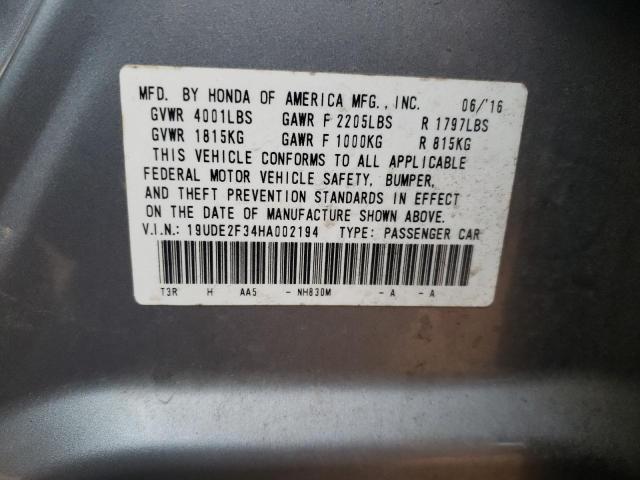 MFD. BY HONDA OF AMERICA MFG., INC. 06/'16
GVWR 4001LBS GAWR F 2205LBS R 1797LBS
GVWR 1815KG GAWR F 1000KG R 815KG
THIS VEHICLE CONFORMS TO ALL APPLICABLE
FEDERAL MOTOR VEHICLE SAFETY, BUMPER,
AND THEFT PREVENTION STANDARDS IN EFFECT
ON THE DATE OF MANUFACTURE SHOWN ABOVE.
V.I.N.: 19UDE2F34HA002194 TYPE: PASSENGER CAR
T3R H AA5 - NH830M - A - A